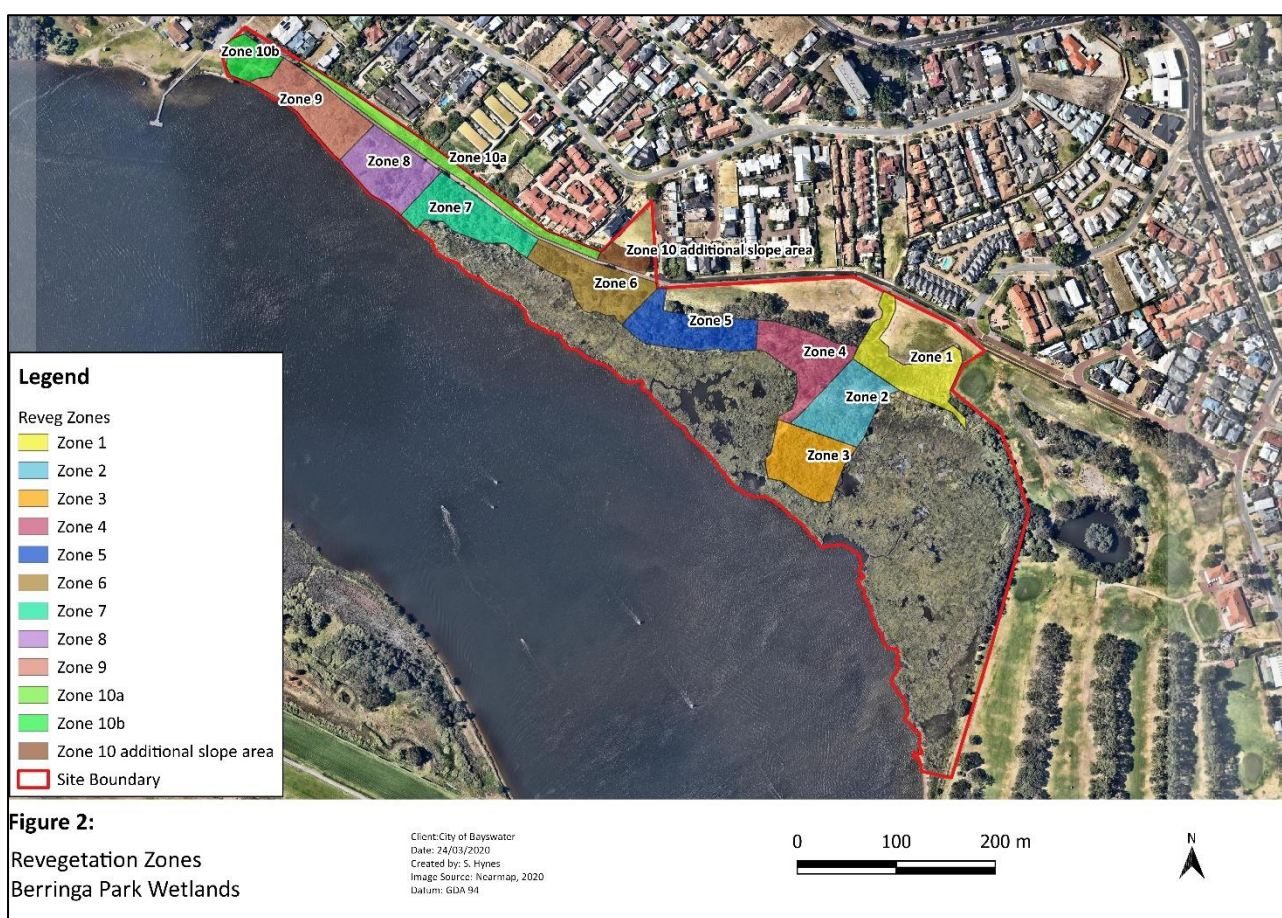 Zone 10b
Zone 9
Zone 8
Zone 10a
Zone 7
Zone 10 additional slope area
Zone 6
Zone 5
Zone 4
Zone 1
Zone 2
Zone 3
Legend
Reveg Zones
Zone 1
Zone 2
Zone 3
Zone 4
Zone 5
Zone 6
Zone 7
Zone 8
Zone 9
Zone 10a
Zone 10b
Zone 10 additional slope area
Site Boundary
Figure 2:
Revegetation Zones
Berringa Park Wetlands
Client:City of Bayswater
Date: 24/03/2020
Created by: S. Hynes
Image Source: Nearmap, 2020
Datum: GDA 94
0 100 200 m
N